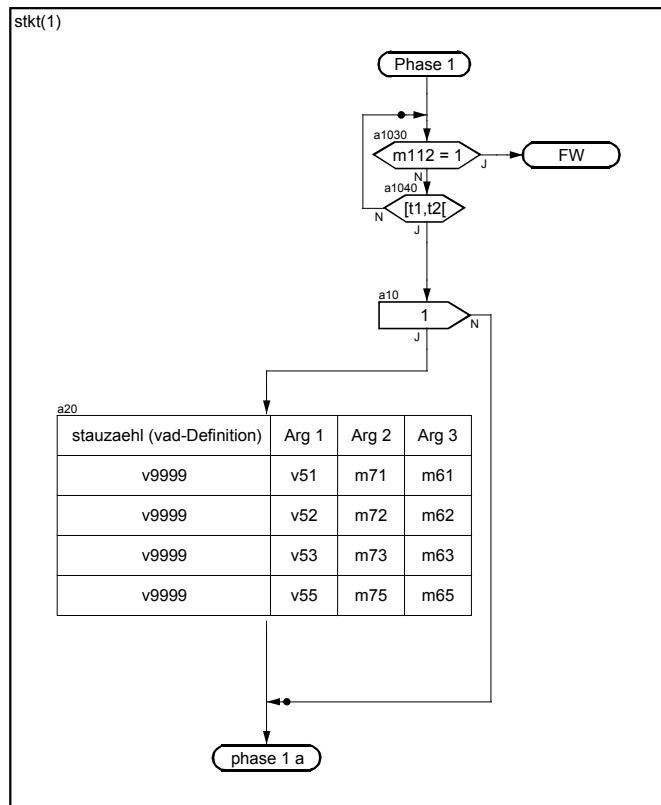 stkt(1)
Phase 1
a1030
m112 = 1
J
FW
N
a1040
[t1,t2[
N
J
a10
1
N
J
a20
stauzaehl (vad-Definition) Arg 1 Arg 2 Arg 3
v9999 v51 m71 m61
v9999 v52 m72 m62
v9999 v53 m73 m63
v9999 v55 m75 m65
phase 1 a